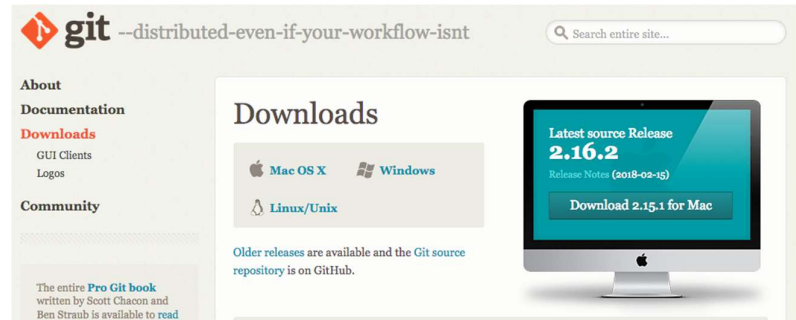 git --distributed-even-if-your-workflow-isnt
Search entire site...
About
Documentation
Downloads
GUI Clients
Logos
Community
The entire Pro Git book
written by Scott Chacon and
Ben Straub is available to read
Downloads
Mac OS X
Windows
Linux/Unix
Older releases are available and the Git source
repository is on GitHub.
Latest source Release
2.16.2
Release Notes (2018-02-15)
Download 2.15.1 for Mac